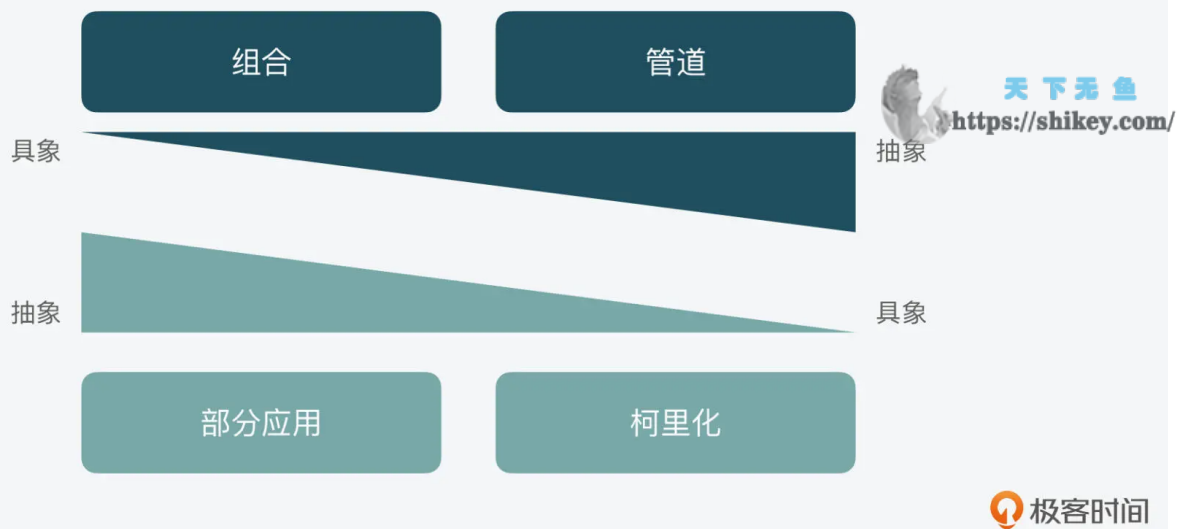 组合
管道
天下无鱼
https://shikey.com/
具象
抽象
抽象
具象
部分应用
柯里化
极客时间